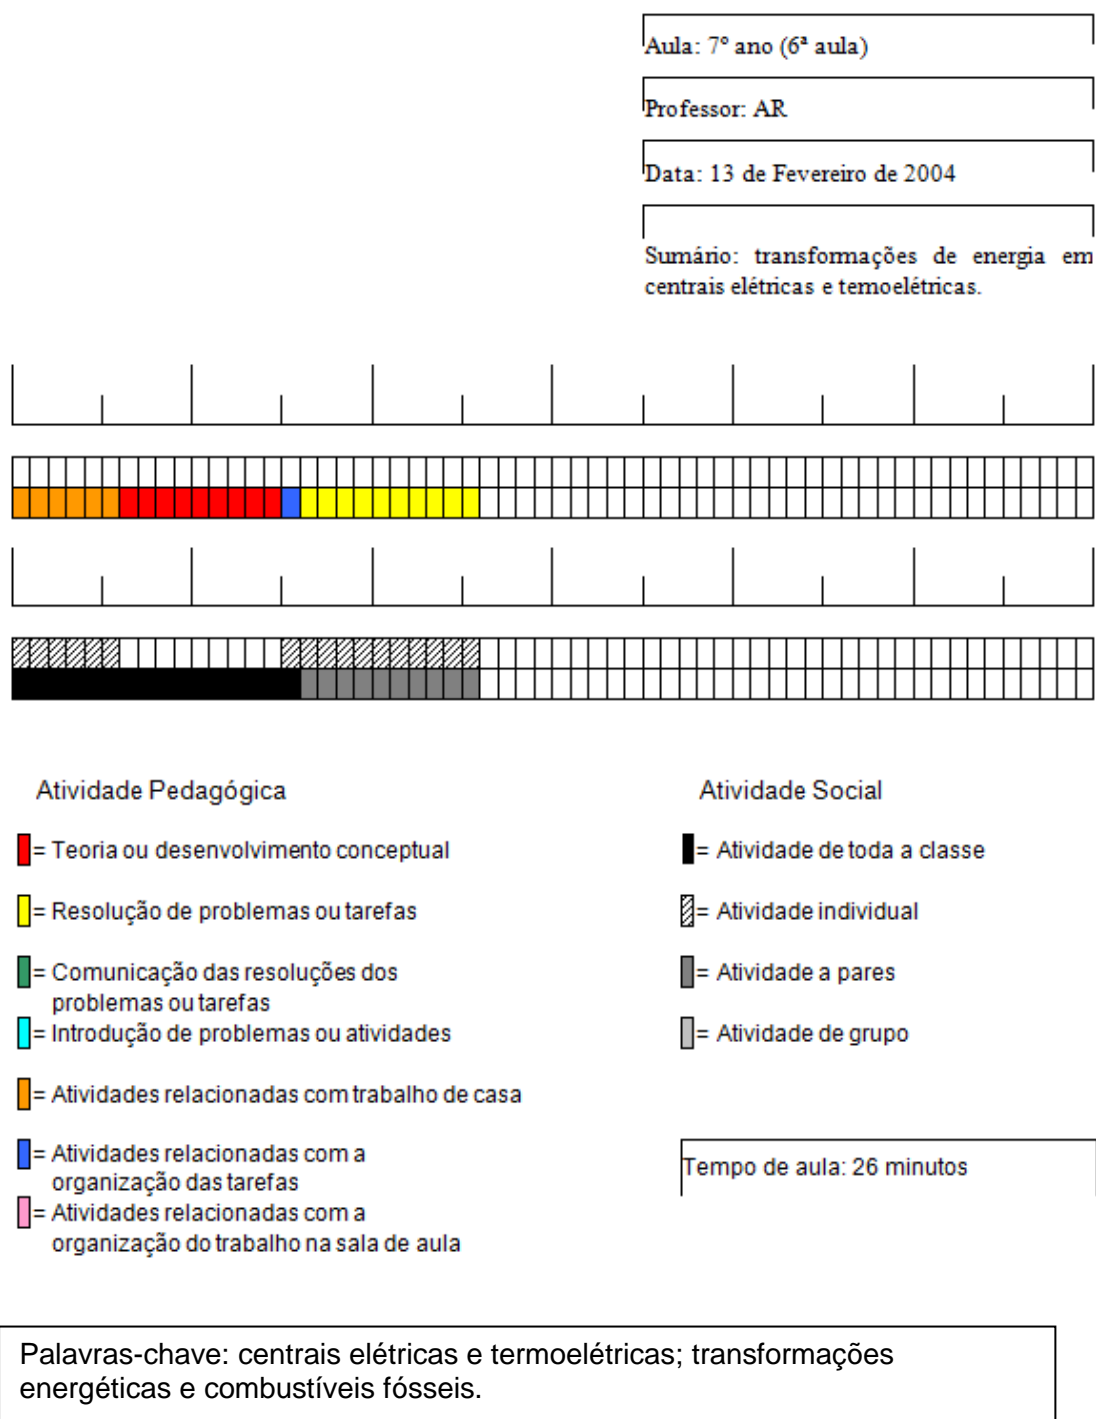 Aula: 7º ano (6ª aula)
Professor: AR
Data: 13 de Fevereiro de 2004
Sumário: transformações de energia em
centrais elétricas e temoelétricas.
Atividade Pedagógica
= Teoria ou desenvolvimento conceptual
= Resolução de problemas ou tarefas
= Comunicação das resoluções dos
problemas ou tarefas
= Introdução de problemas ou atividades
= Atividades relacionadas com trabalho de casa
= Atividades relacionadas com a
organização das tarefas
= Atividades relacionadas com a
organização do trabalho na sala de aula
Atividade Social
= Atividade de toda a classe
= Atividade individual
= Atividade a pares
= Atividade de grupo
Tempo de aula: 26 minutos
Palavras-chave: centrais elétricas e termoelétricas; transformações
energéticas e combustíveis fósseis.